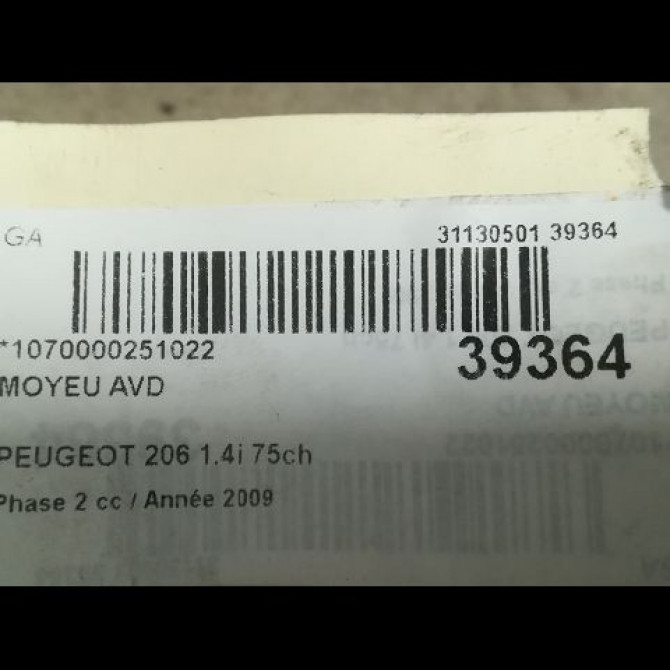 GA 31130501 39364
*1070000251022 39364
MOYEU AVD
PEUGEOT 206 1.4i 75ch
Phase 2 cc / Année 2009